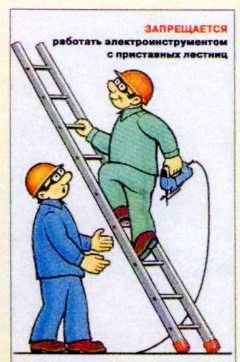 ЗАПРЕЩАЕТСЯ
работать электроинструментом
с приставных лестниц